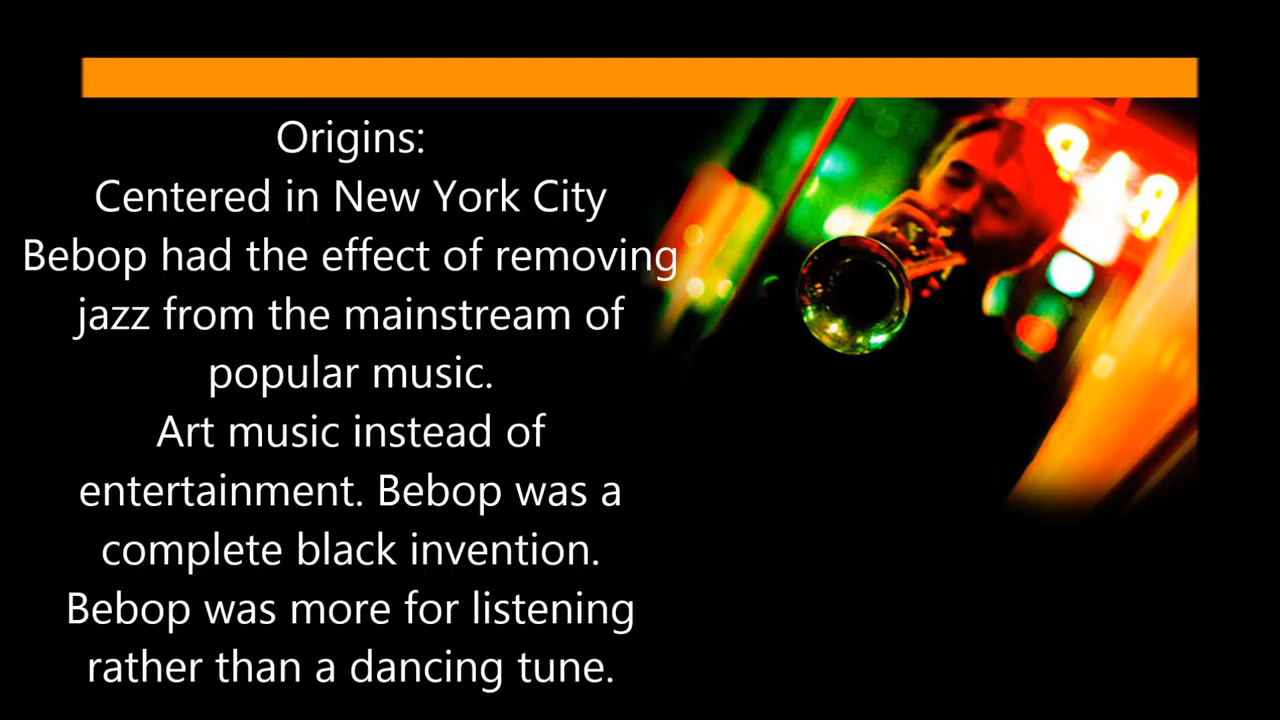 Origins:
Centered in New York City
Bebop had the effect of removing
jazz from the mainstream of
popular music.
Art music instead of
entertainment. Bebop was a
complete black invention.
Bebop was more for listening
rather than a dancing tune.